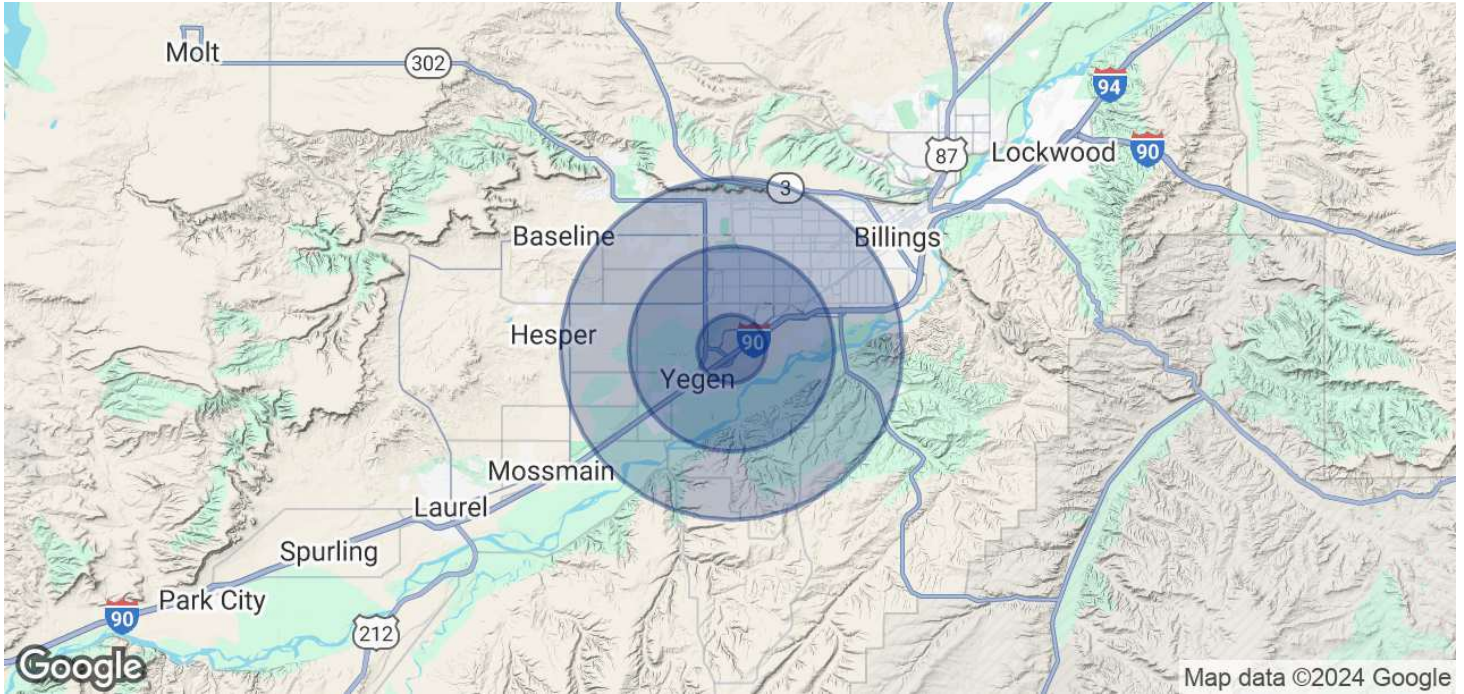 Molt
302
94
87
Lockwood
90
3
Baseline
Billings
Hesper
90
Yegen
Mossmain
Laurel
Spurling
Park City
90
212
Google
Map data ©2024 Google